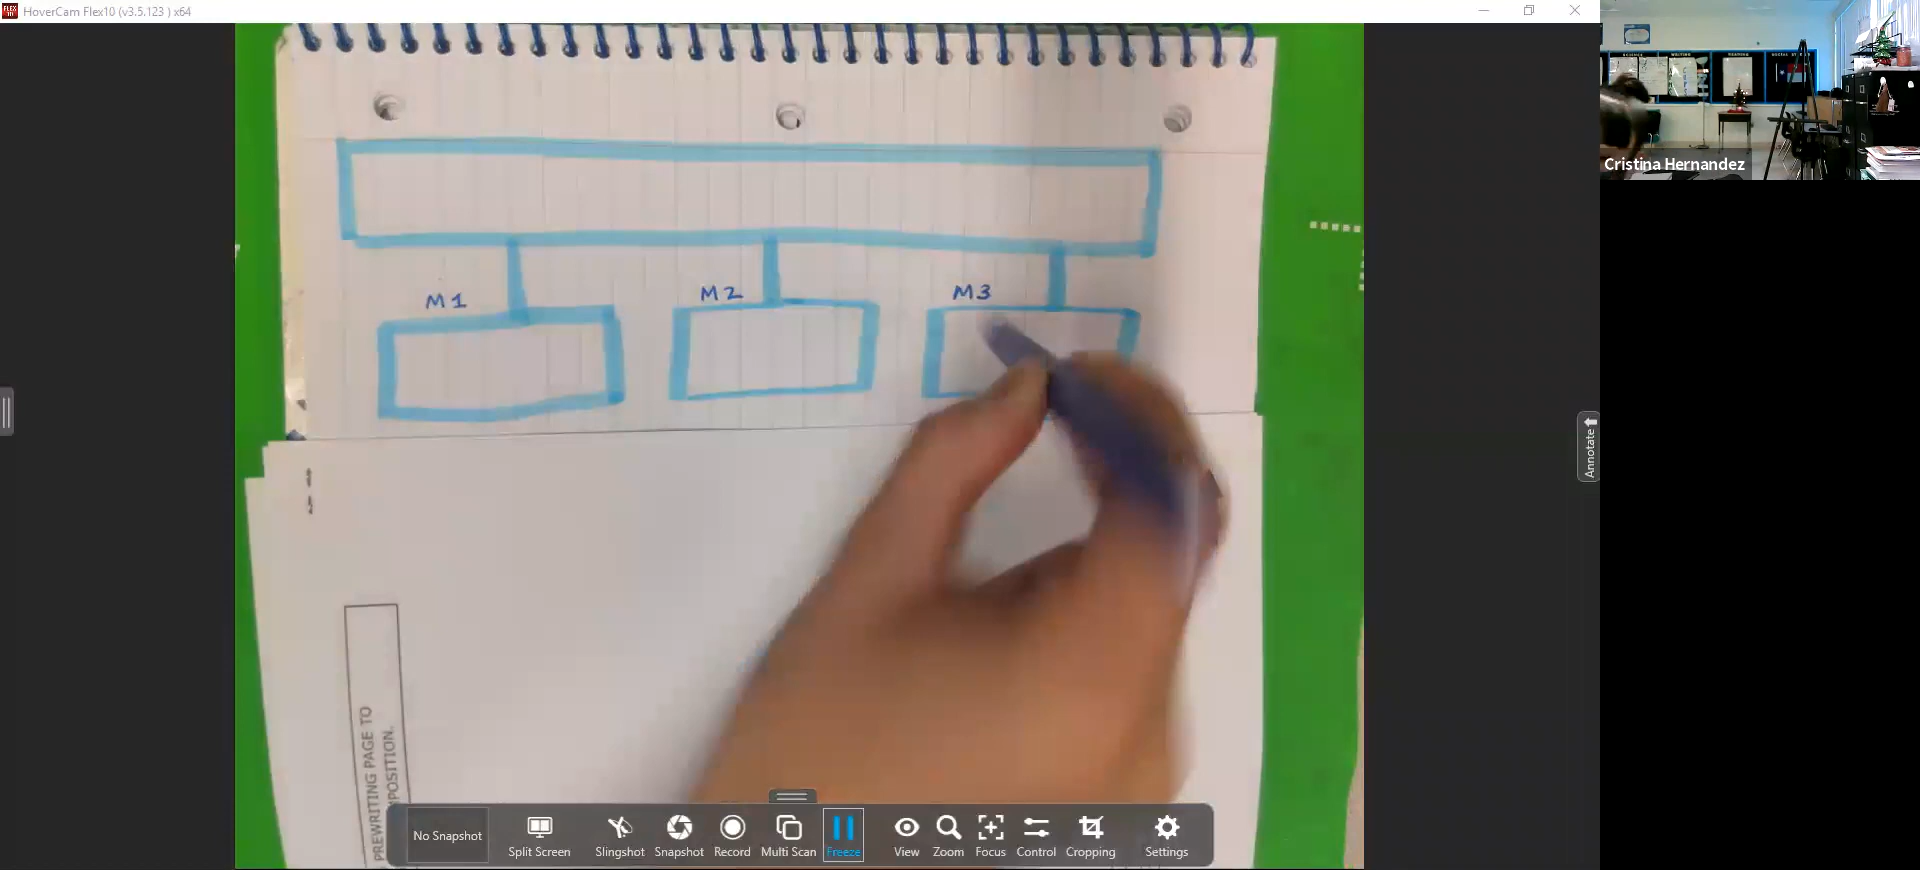 HoverCam Flex10 (v3.5.123 ) x64
Cristina Hernandez
M1 M2 M3
Annotate
PREWRITING PAGE TO
POSITION.
No Snapshot
Split Screen Slingshot Snapshot Record Multi Scan Freeze View Zoom Focus Control Cropping Settings